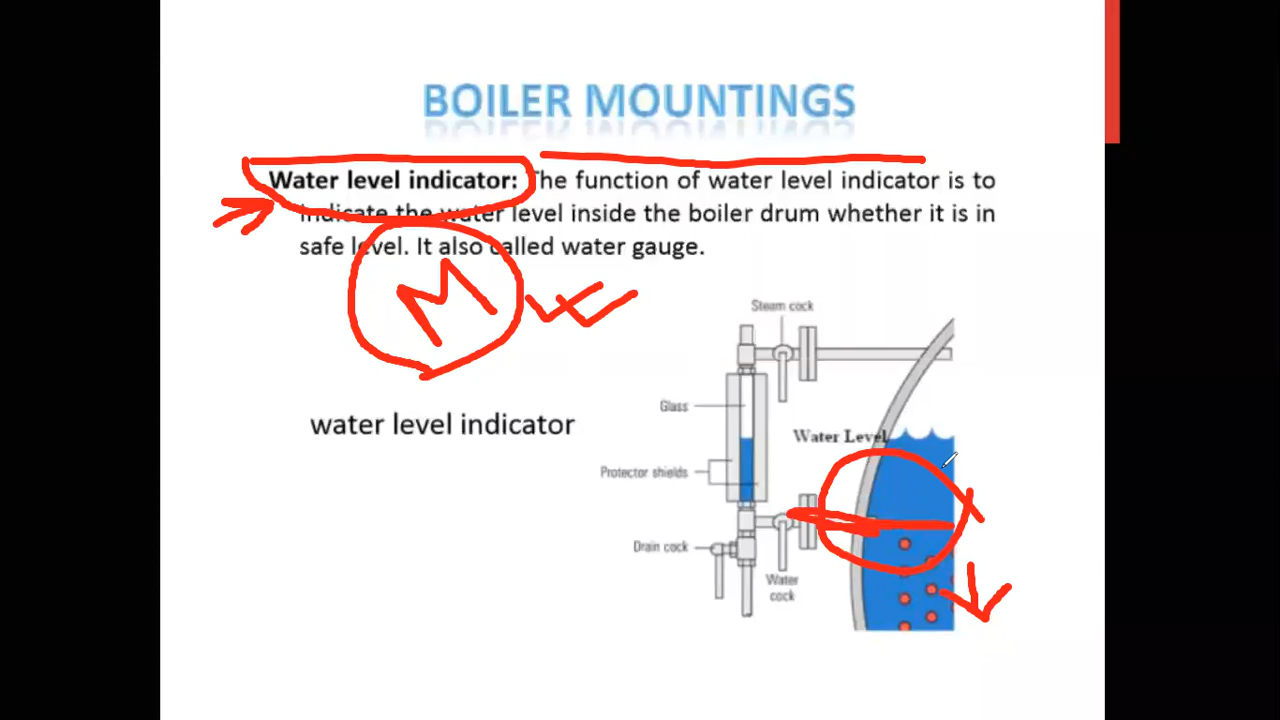 BOILER MOUNTINGS
Water level indicator: The function of water level indicator is to
indicate the water level inside the boiler drum whether it is in
safe level. It also called water gauge.
M
Steam cock
Glass
water level indicator
Water Level
Protector shields
Drain cock
Water
cock